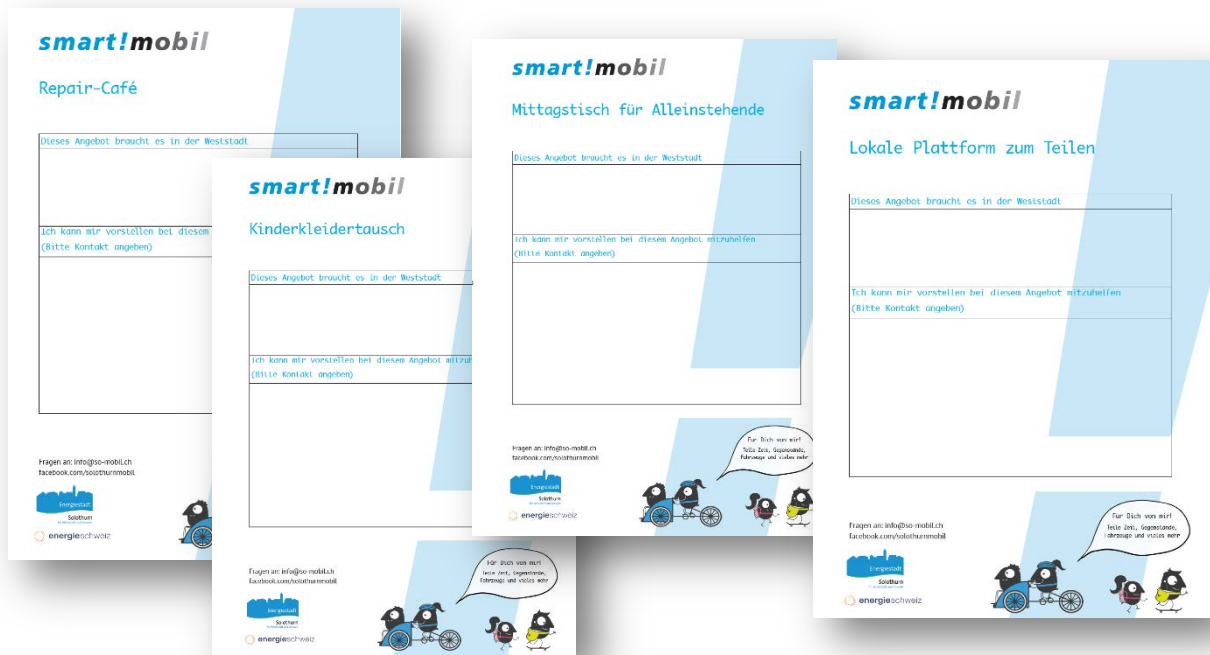 smart!mobil
Repair-Café
Dieses Angebot braucht es in der Weststadt
Ich kann mir vorstellen bei diesem
(Bitte Kontakt angeben)
Fragen an: info@so-mobil.ch
facebook.com/solothurnmobil
Energiestadt
Solothurn
energieschweiz
smart!mobil
Kinderkleidertausch
Dieses Angebot braucht es in der Weststadt
Ich kann mir vorstellen bei diesem Angebot
(Bitte Kontakt angeben)
Fragen an: info@so-mobil.ch
facebook.com/solothurnmobil
Energiestadt
Solothurn
energieschweiz
Für Dich von mir!
Teile Zeit, Gegenstände,
Fahrzeuge und vieles mehr
smart!mobil
Mittagstisch für Alleinstehende
Dieses Angebot braucht es in der Weststadt
Ich kann mir vorstellen bei diesem Angebot mitzuhelfen
(Bitte Kontakt angeben)
Fragen an: info@so-mobil.ch
facebook.com/solothurnmobil
Energiestadt
Solothurn
energieschweiz
Für Dich von mir!
Teile Zeit, Gegenstände,
Fahrzeuge und vieles mehr
smart!mobil
Lokale Plattform zum Teilen
Dieses Angebot braucht es in der Weststadt
Ich kann mir vorstellen bei diesem Angebot mitzuhelfen
(Bitte Kontakt angeben)
Fragen an: info@so-mobil.ch
facebook.com/solothurnmobil
Energiestadt
Solothurn
energieschweiz
Für Dich von mir!
Teile Zeit, Gegenstände,
Fahrzeuge und vieles mehr